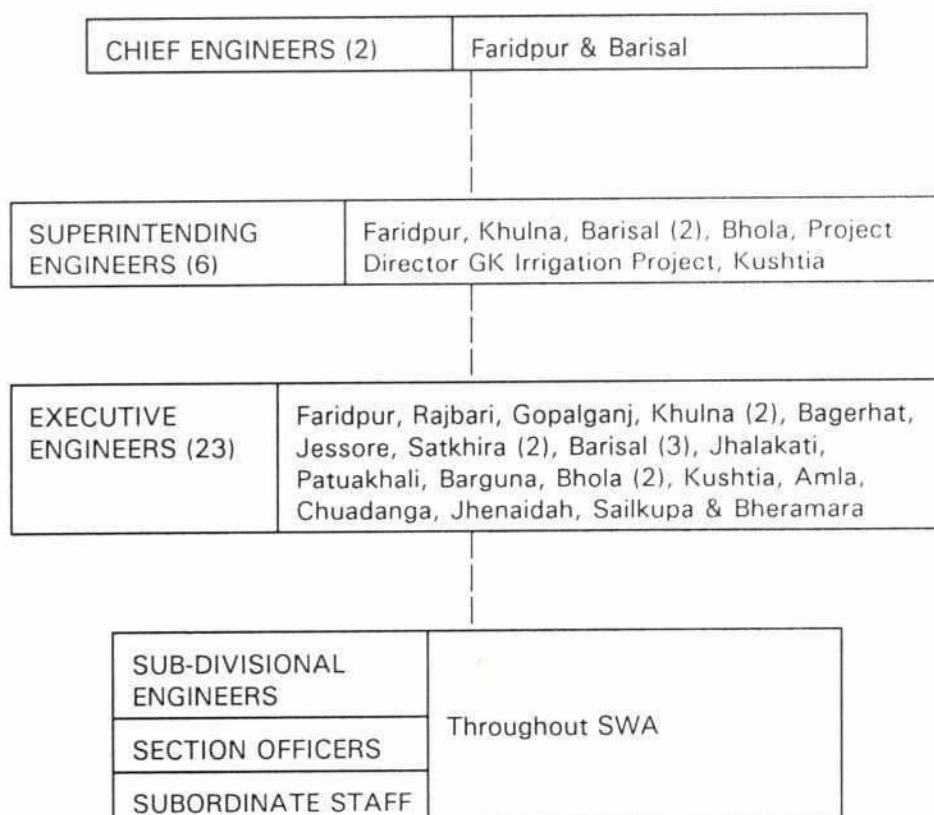 CHIEF ENGINEERS (2)
Faridpur & Barisal
SUPERINTENDING
ENGINEERS (6)
Faridpur, Khulna, Barisal (2), Bhola, Project
Director GK Irrigation Project, Kushtia
EXECUTIVE
ENGINEERS (23)
Faridpur, Rajbari, Gopalganj, Khulna (2), Bagerhat,
Jessore, Satkhira (2), Barisal (3), Jhalakati,
Patuakhali, Barguna, Bhola (2), Kushtia, Amla,
Chuadanga, Jhenaidah, Sailkupa & Bheramara
SUB-DIVISIONAL
ENGINEERS
SECTION OFFICERS
SUBORDINATE STAFF
Throughout SWA